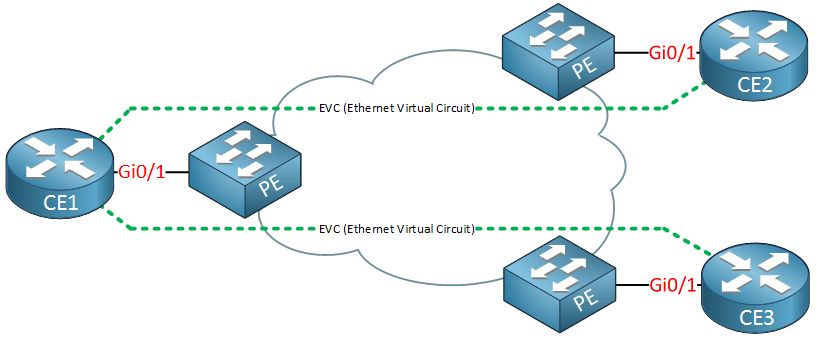 PE
Gi0/1
CE2
EVC (Ethernet Virtual Circuit)
CE1
Gi0/1
PE
EVC (Ethernet Virtual Circuit)
PE
Gi0/1
CE3